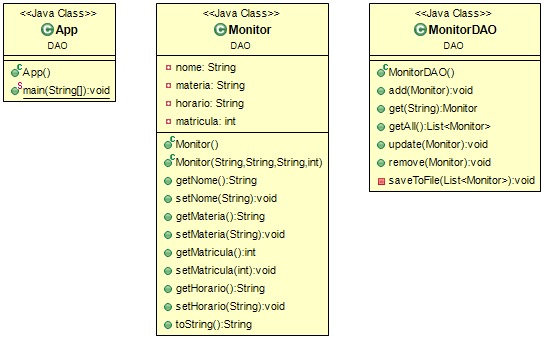 <<Java Class>>
App
DAO
App()
main(String[]):void
<<Java Class>>
Monitor
DAO
nome: String
materia: String
horario: String
matricula: int
Monitor()
Monitor(String,String,String,int)
getNome():String
setNome(String):void
getMateria():String
setMateria(String):void
getMatricula():int
setMatricula(int):void
getHorario():String
setHorario(String):void
toString():String
<<Java Class>>
MonitorDAO
DAO
MonitorDAO()
add(Monitor):void
get(String):Monitor
getAll():List<Monitor>
update(Monitor):void
remove(Monitor):void
saveToFile(List<Monitor>):void